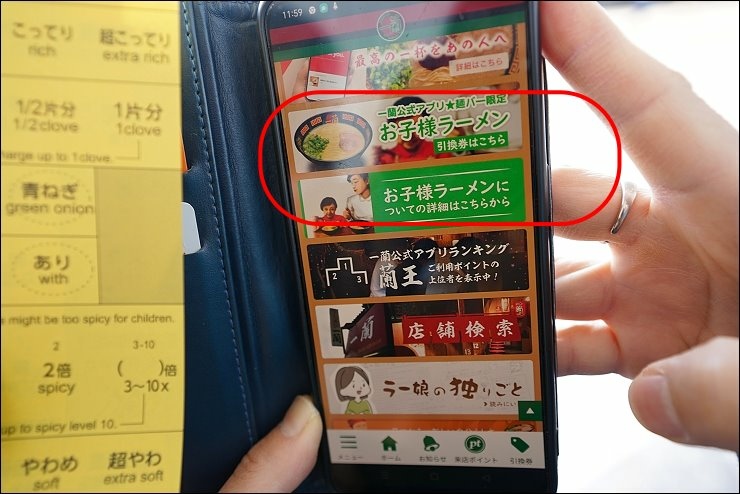 こってり
超こってり
rich
extra rich
1/2片分
1片分
1/2clove
1clove
harge up to 1clove.
青ねぎ
green onion
あり
with
s might be too spicy for children.
2
3-10
2倍
( )倍
spicy
3〜10x
up to spicy level 10.
やわめ
超やわ
soft
extra soft
11:59
最高の一杯をあの人へ
詳細はこちら
一蘭公式アプリ★麺バー限定
お子様ラーメン
引換券はこちら
お子様ラーメンに
ついての詳細はこちらから
一蘭公式アプリランキング
2 1 3
蘭王
ご利用ポイントの
上位者を表示中!
一蘭
店舗検索
ラー娘の独りごと
メニュー
ホーム
お知らせ
pt
来店ポイント
引換券